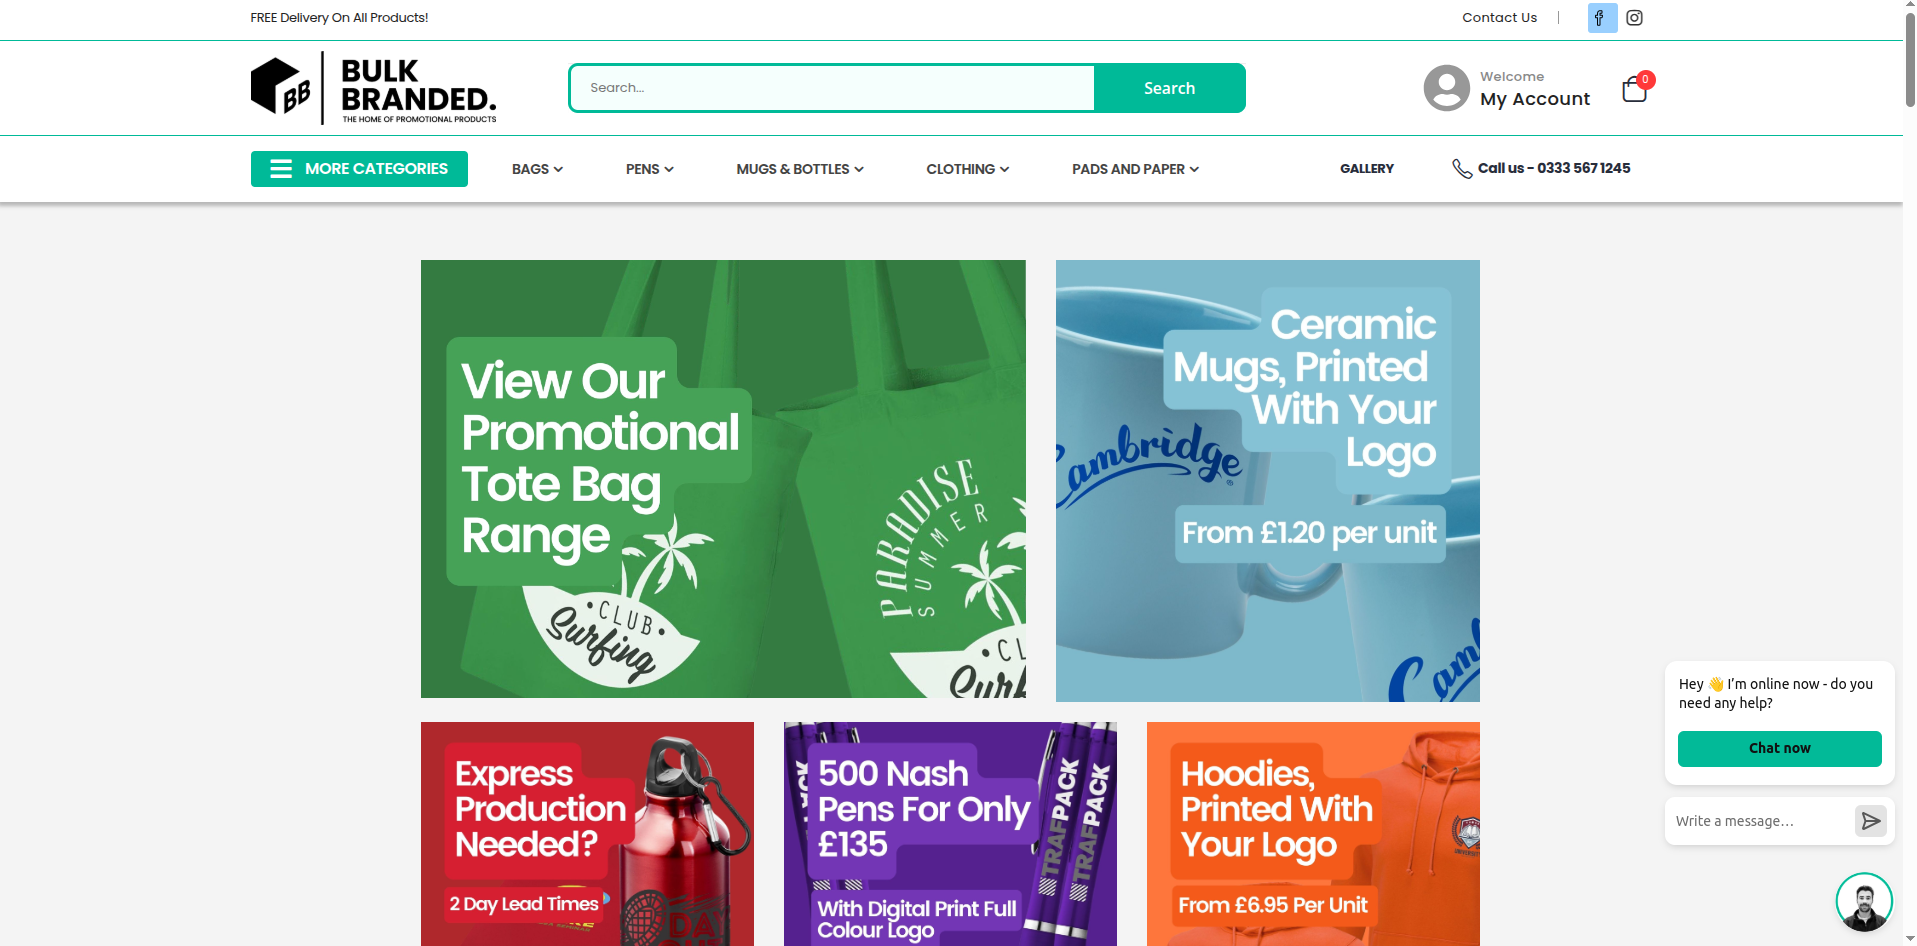 FREE Delivery On All Products!
Contact Us
BB
BULK
BRANDED.
THE HOME OF PROMOTIONAL PRODUCTS
Search...
Search
Welcome
My Account
0
MORE CATEGORIES
BAGS
PENS
MUGS & BOTTLES
CLOTHING
PADS AND PAPER
GALLERY
Call us - 0333 567 1245
View Our
Promotional
Tote Bag
Range
CLUB
Surfing
PARADISE
SUMMER
Ceramic
Mugs, Printed
With Your
Logo
From £1.20 per unit
Cambridge
Express
Production
Needed?
2 Day Lead Times
500 Nash
Pens For Only
£135
With Digital Print Full
Colour Logo
TRAFPACK
TRAFPACK
Hoodies,
Printed With
Your Logo
From £6.95 Per Unit
Hey 👋 I'm online now - do you
need any help?
Chat now
Write a message...